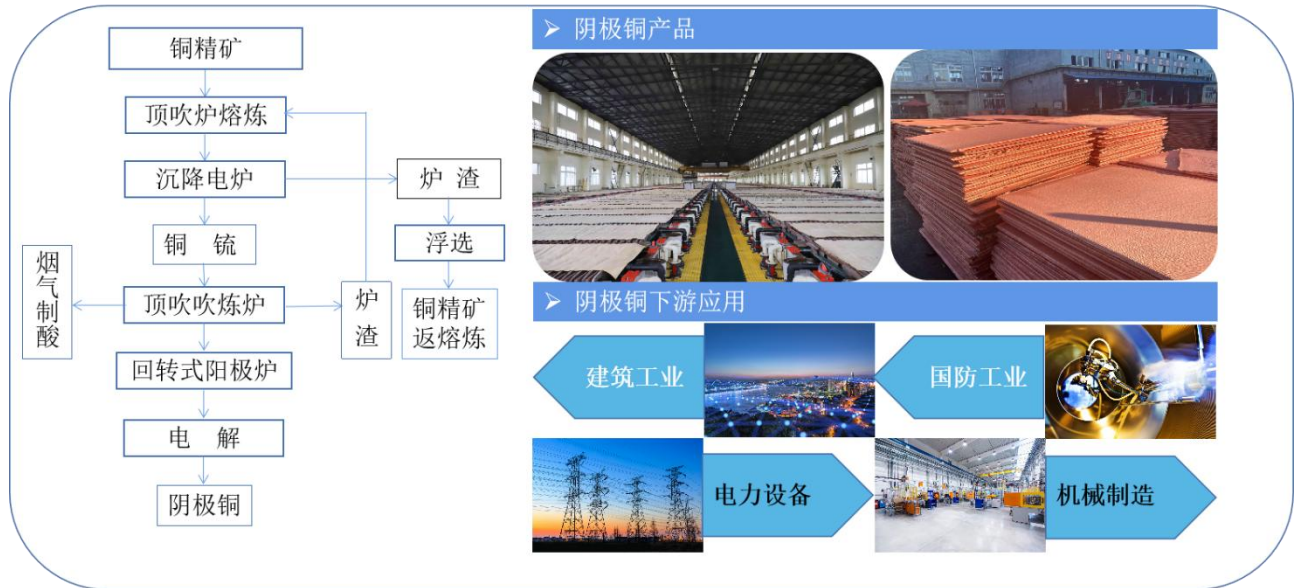 铜精矿
顶吹炉熔炼
沉降电炉
炉 渣
铜 锍
浮选
烟气制酸
顶吹吹炼炉
炉渣
铜精矿
返熔炼
回转式阳极炉
电 解
阴极铜
➢ 阴极铜产品
➢ 阴极铜下游应用
建筑工业
国防工业
电力设备
机械制造